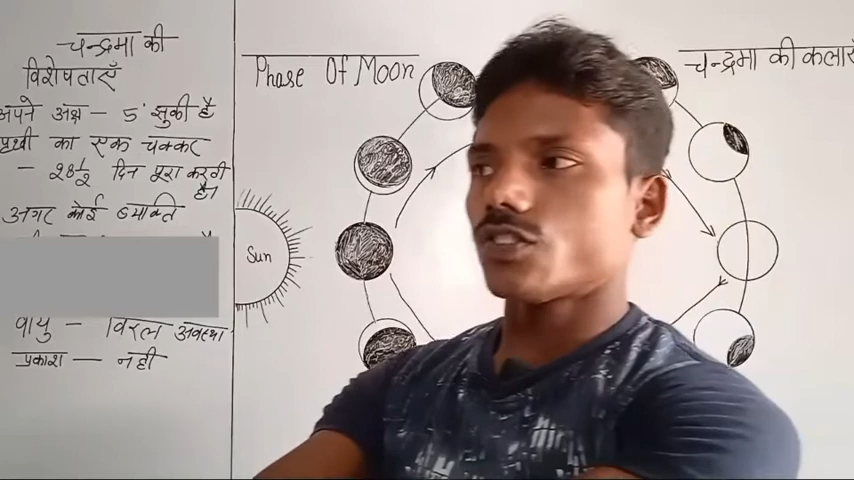 चन्द्रमा की
विशेषताएँ
अपने अक्ष — 5° झुकी है
पृथ्वी का एक चक्कर
— 28½ दिन पूरा करती
है।
अगर कोई व्यक्ति
वायु — विरल अवस्था
प्रकाश — नही
Phase Of Moon
चन्द्रमा की कलाएँ
Sun